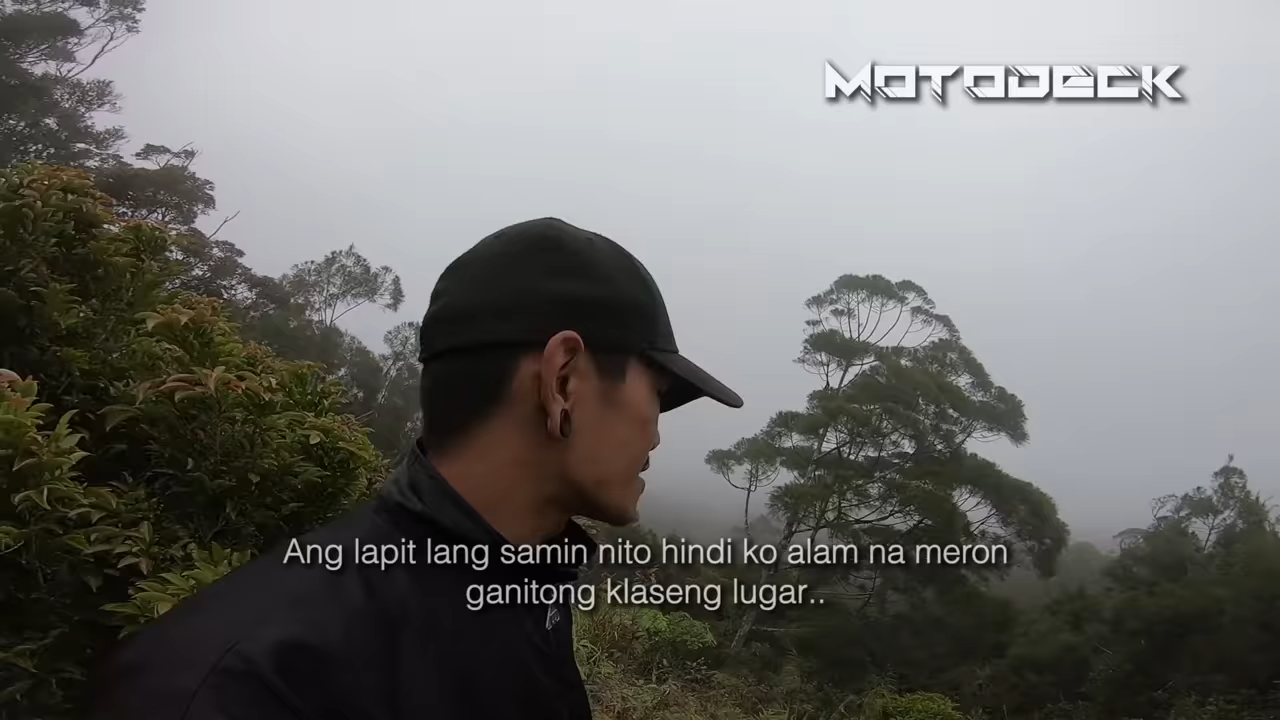 MOTODECK
Ang lapit lang samin nito hindi ko alam na meron
ganitong klaseng lugar..